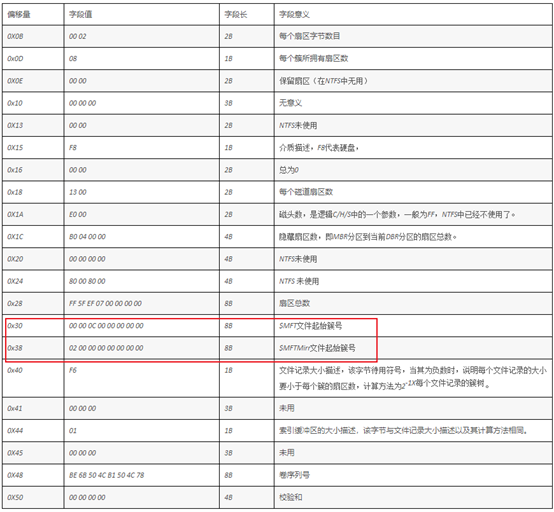 偏移量 字段值 字段长 字段意义
0X0B 00 02 2B 每个扇区字节数目
0x0D 08 1B 每个簇所拥有扇区数
0X0E 00 00 2B 保留扇区（在NTFS中无用）
0x10 00 00 00 3B 无意义
0X13 00 00 2B NTFS未使用
0X15 F8 1B 介质描述，F8代表硬盘，
0x16 00 00 2B 总为0
0x18 13 00 2B 每个磁道扇区数
0X1A E0 00 2B 磁头数，是逻辑C/H/S中的一个参数，一般为FF，NTFS中已经不使用了。
0X1C B0 04 00 00 4B 隐藏扇区数，即MBR分区到当前DBR分区的扇区总数。
0X20 00 00 00 00 4B NTFS未使用
0X24 80 00 80 00 4B NTFS 未使用
0x28 FF 5F EF 07 00 00 00 00 8B 扇区总数
0x30 00 00 0C 00 00 00 00 00 8B $MFT文件起始簇号
0x38 02 00 00 00 00 00 00 00 8B $MFTMirr文件起始簇号
0x40 F6 1B 文件记录大小描述，该字节待用符号，当其为负数时，说明每个文件记录的大小
要小于每个簇的扇区数，计算方法为2-1X每个文件记录的簇树。
0x41 00 00 00 3B 未用
0X44 01 1B 索引缓冲区的大小描述，该字节与文件记录大小描述以及其计算方法相同。
0X45 00 00 00 3B 未用
0X48 BE 6B 50 4C B1 50 4C 78 8B 卷序列号
0X50 00 00 00 00 4B 校验和